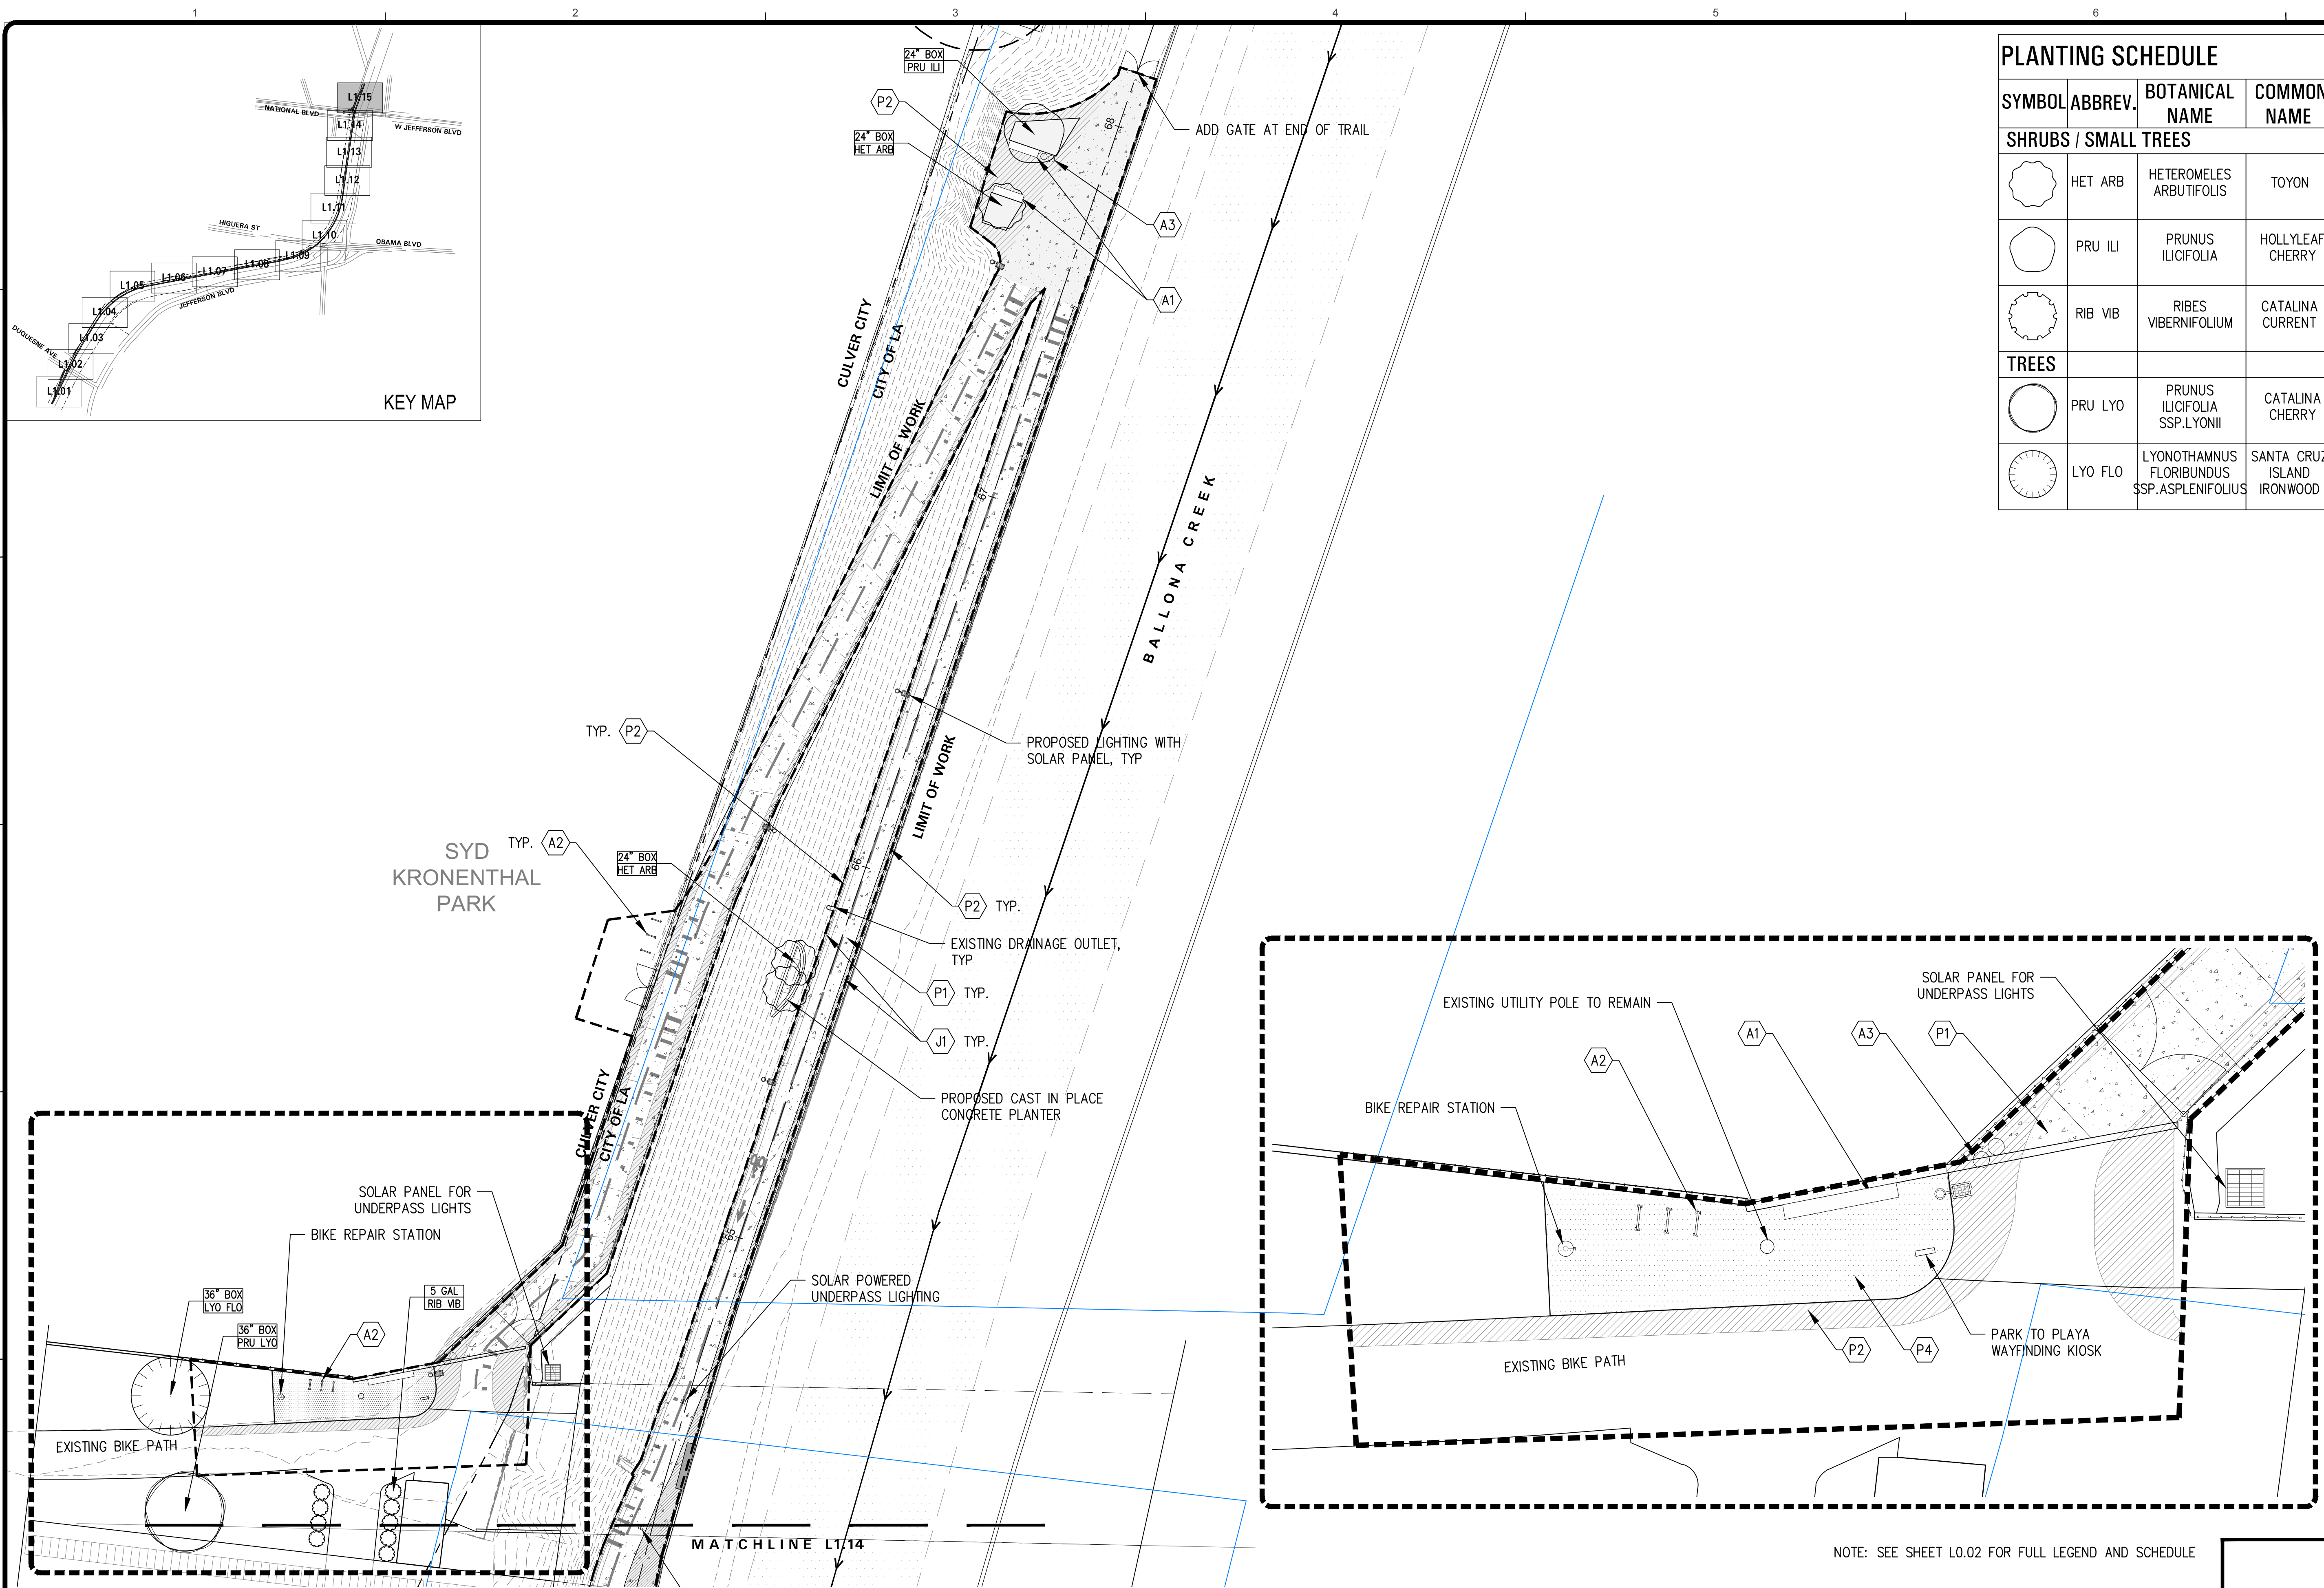 1 2 3 4 5 6
L1.15
NATIONAL BLVD
W JEFFERSON BLVD
L1.14
L1.13
L1.12
L1.11
HIGUERA ST
L1.10
OBAMA BLVD
L1.09
L1.08
L1.07
L1.06
L1.05
JEFFERSON BLVD
L1.04
L1.03
DUQUESNE AVE
L1.02
L1.01
KEY MAP
24" BOX
PRU ILI
P2
24" BOX
HET ARB
68
ADD GATE AT END OF TRAIL
A3
A1
CULVER CITY
CITY OF LA
LIMIT OF WORK
67
BALLONA CREEK
TYP. P2
PROPOSED LIGHTING WITH
SOLAR PANEL, TYP
LIMIT OF WORK
SYD
KRONENTHAL
PARK
TYP. A2
24" BOX
HET ARB
66
P2 TYP.
EXISTING DRAINAGE OUTLET,
TYP
P1 TYP.
J1 TYP.
PROPOSED CAST IN PLACE
CONCRETE PLANTER
CULVER CITY
CITY OF LA
65
SOLAR POWERED
UNDERPASS LIGHTING
SOLAR PANEL FOR
UNDERPASS LIGHTS
BIKE REPAIR STATION
36" BOX
LYO FLO
36" BOX
PRU LYO
A2
5 GAL
RIB VIB
EXISTING BIKE PATH
MATCHLINE L1.14
PLANTING SCHEDULE
SYMBOL ABBREV. BOTANICAL NAME COMMON NAME
SHRUBS / SMALL TREES
HET ARB HETEROMELES ARBUTIFOLIS TOYON
PRU ILI PRUNUS ILICIFOLIA HOLLYLEAF CHERRY
RIB VIB RIBES VIBERNIFOLIUM CATALINA CURRENT
TREES
PRU LYO PRUNUS ILICIFOLIA SSP.LYONII CATALINA CHERRY
LYO FLO LYONOTHAMNUS FLORIBUNDUS SSP.ASPLENIFOLIUS SANTA CRUZ ISLAND IRONWOOD
SOLAR PANEL FOR
UNDERPASS LIGHTS
EXISTING UTILITY POLE TO REMAIN
A1
A3
P1
A2
BIKE REPAIR STATION
PARK TO PLAYA
WAYFINDING KIOSK
P2
P4
EXISTING BIKE PATH
NOTE: SEE SHEET L0.02 FOR FULL LEGEND AND SCHEDULE